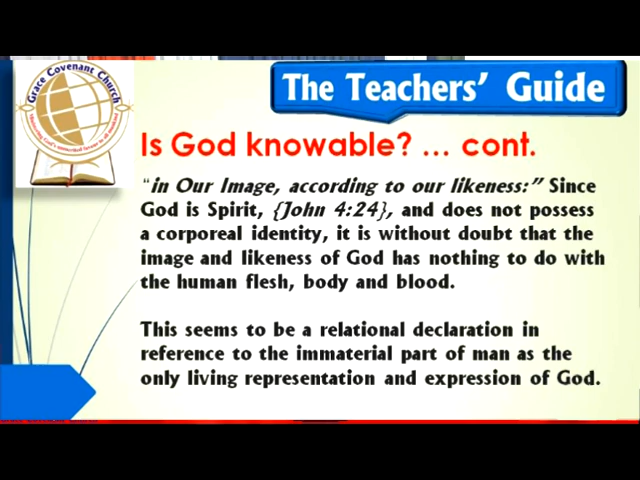 Grace Covenant Church
The Teachers' Guide
Is God knowable? ... cont.
"in Our Image, according to our likeness:" Since
God is Spirit, {John 4:24}, and does not possess
a corporeal identity, it is without doubt that the
image and likeness of God has nothing to do with
the human flesh, body and blood.
This seems to be a relational declaration in
reference to the immaterial part of man as the
only living representation and expression of God.